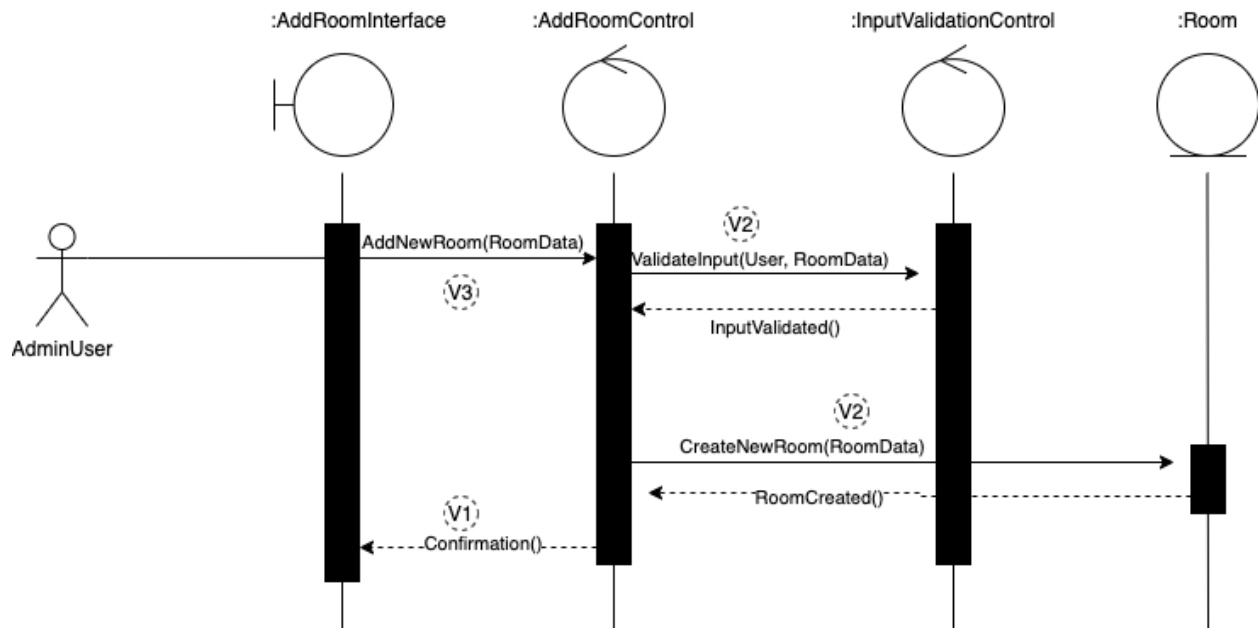 :AddRoomInterface
:AddRoomControl
:InputValidationControl
:Room
V2
AddNewRoom(RoomData)
ValidateInput(User, RoomData)
V3
InputValidated()
AdminUser
V2
CreateNewRoom(RoomData)
RoomCreated()
V1
Confirmation()